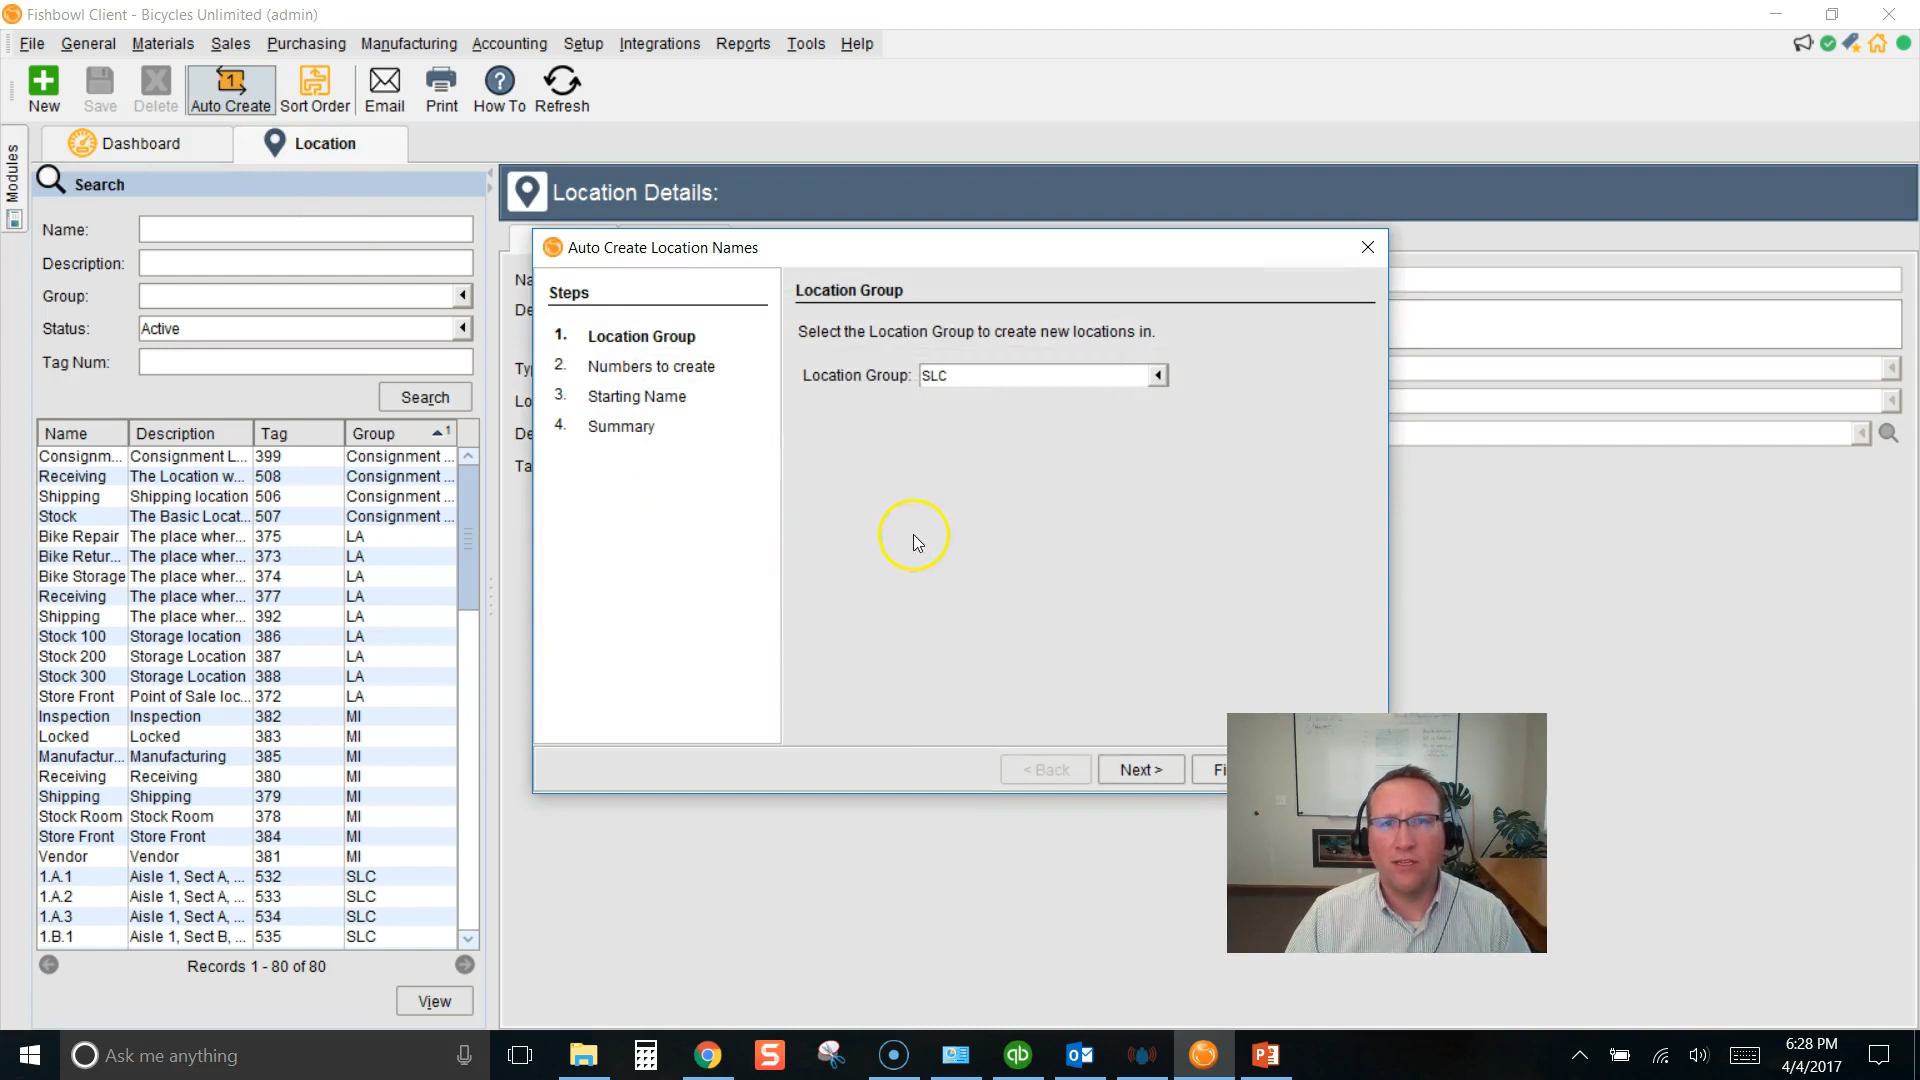 Fishbowl Client - Bicycles Unlimited (admin)
File General Materials Sales Purchasing Manufacturing Accounting Setup Integrations Reports Tools Help
New Save Delete Auto Create Sort Order Email Print How To Refresh
Modules
Dashboard Location
Search
Name:
Description:
Group:
Status: Active
Tag Num:
Search
Name Description Tag Group 1
Consignm... Consignment L... 399 Consignment ...
Receiving The Location w... 508 Consignment ...
Shipping Shipping location 506 Consignment ...
Stock The Basic Locat... 507 Consignment ...
Bike Repair The place wher... 375 LA
Bike Retur... The place wher... 373 LA
Bike Storage The place wher... 374 LA
Receiving The place wher... 377 LA
Shipping The place wher... 392 LA
Stock 100 Storage location 386 LA
Stock 200 Storage Location 387 LA
Stock 300 Storage Location 388 LA
Store Front Point of Sale loc... 372 LA
Inspection Inspection 382 MI
Locked Locked 383 MI
Manufactur... Manufacturing 385 MI
Receiving Receiving 380 MI
Shipping Shipping 379 MI
Stock Room Stock Room 378 MI
Store Front Store Front 384 MI
Vendor Vendor 381 MI
1.A.1 Aisle 1, Sect A, ... 532 SLC
1.A.2 Aisle 1, Sect A, ... 533 SLC
1.A.3 Aisle 1, Sect A, ... 534 SLC
1.B.1 Aisle 1, Sect B, ... 535 SLC
Records 1 - 80 of 80
View
Location Details:
Na
De
Ty
Lo
De
Ta
Auto Create Location Names
Steps
1. Location Group
2. Numbers to create
3. Starting Name
4. Summary
Location Group
Select the Location Group to create new locations in.
Location Group: SLC
< Back Next > Fi
Ask me anything
6:28 PM
4/4/2017